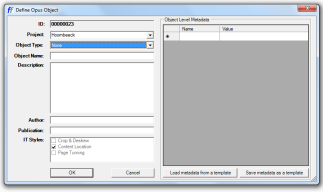 Define Opus Object
ID: 00000023
Project: Hoornbeeck
Object Type: None
Object Name:
Description:
Author:
Publication:
IT Styles:
Crop & Deskew
Content Location
Page Turning
OK
Cancel
Object Level Metadata
Name Value
Load metadata from a template
Save metadata as a template